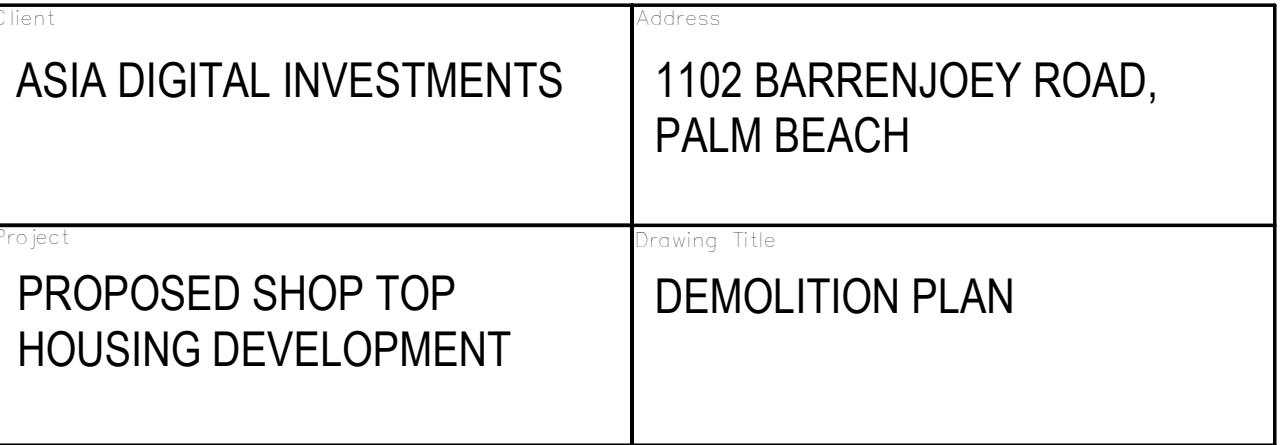 Client
ASIA DIGITAL INVESTMENTS
Address
1102 BARRENJOEY ROAD,
PALM BEACH
Project
PROPOSED SHOP TOP
HOUSING DEVELOPMENT
Drawing Title
DEMOLITION PLAN